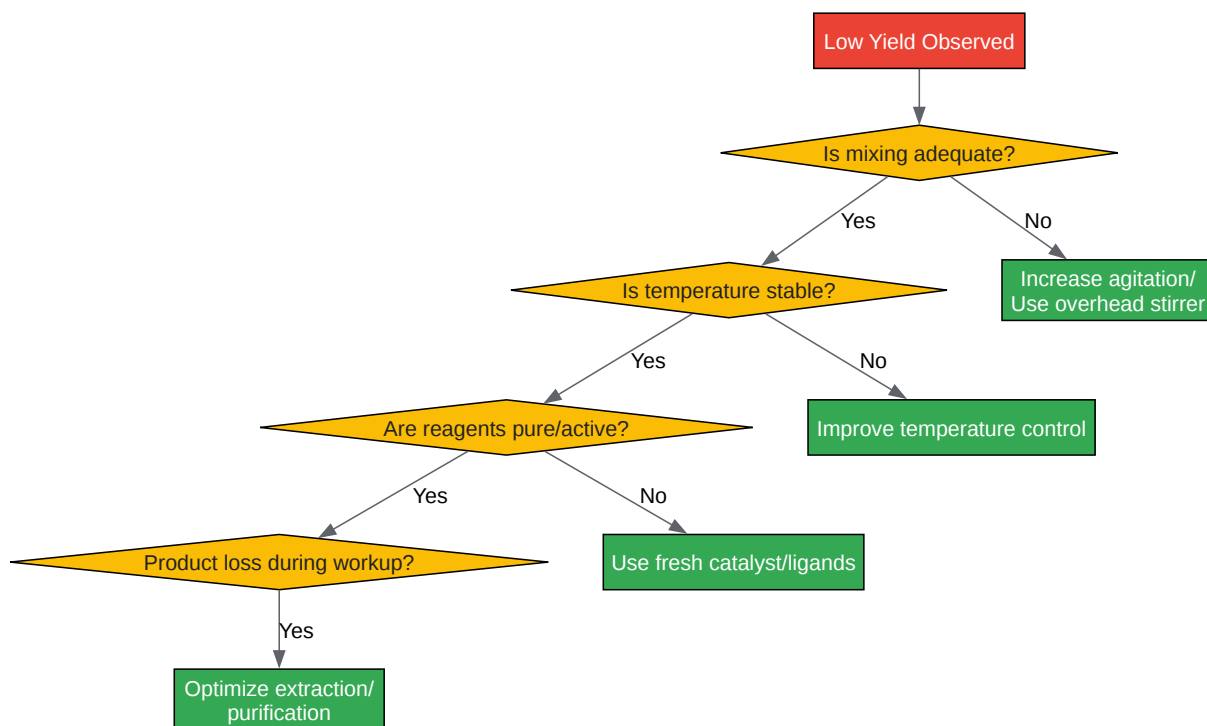 Low Yield Observed
Is mixing adequate?
Yes
No
Is temperature stable?
Increase agitation/
Use overhead stirrer
Yes
No
Are reagents pure/active?
Improve temperature control
Yes
No
Product loss during workup?
Use fresh catalyst/ligands
Yes
Optimize extraction/
purification